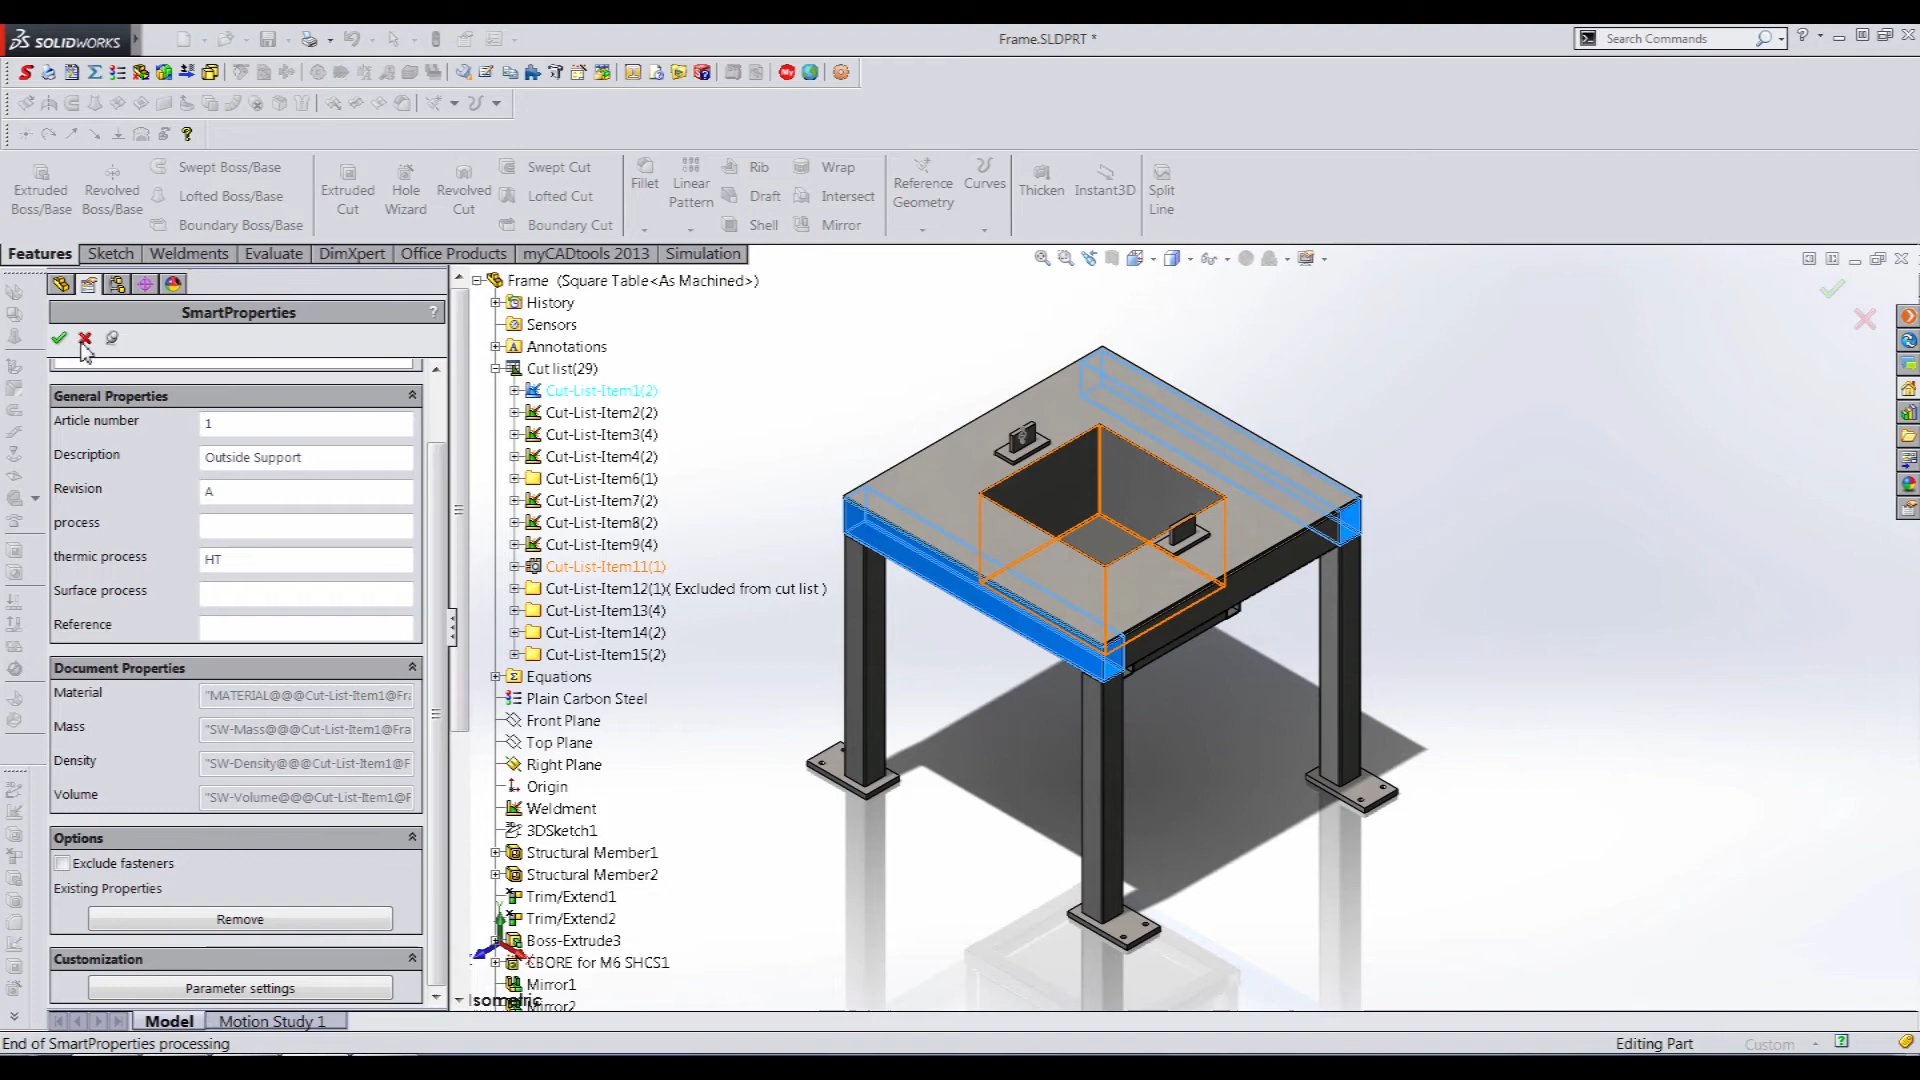 SOLIDWORKS
Frame.SLDPRT *
Search Commands
Extruded Boss/Base
Revolved Boss/Base
Swept Boss/Base
Lofted Boss/Base
Boundary Boss/Base
Extruded Cut
Hole Wizard
Revolved Cut
Swept Cut
Lofted Cut
Boundary Cut
Fillet
Linear Pattern
Rib
Draft
Shell
Wrap
Intersect
Mirror
Reference Geometry
Curves
Thicken
Instant3D
Split Line
Features
Sketch
Weldments
Evaluate
DimXpert
Office Products
myCADtools 2013
Simulation
SmartProperties
?
General Properties
Article number
1
Description
Outside Support
Revision
A
process
thermic process
HT
Surface process
Reference
Document Properties
Material
"MATERIAL@@@Cut-List-Item1@Fra
Mass
"SW-Mass@@@Cut-List-Item1@Fra
Density
"SW-Density@@@Cut-List-Item1@F
Volume
"SW-Volume@@@Cut-List-Item1@F
Options
Exclude fasteners
Existing Properties
Remove
Customization
Parameter settings
Frame (Square Table<As Machined>)
History
Sensors
Annotations
Cut list(29)
Cut-List-Item1(2)
Cut-List-Item2(2)
Cut-List-Item3(4)
Cut-List-Item4(2)
Cut-List-Item6(1)
Cut-List-Item7(2)
Cut-List-Item8(2)
Cut-List-Item9(4)
Cut-List-Item11(1)
Cut-List-Item12(1)( Excluded from cut list )
Cut-List-Item13(4)
Cut-List-Item14(2)
Cut-List-Item15(2)
Equations
Plain Carbon Steel
Front Plane
Top Plane
Right Plane
Origin
Weldment
3DSketch1
Structural Member1
Structural Member2
Trim/Extend1
Trim/Extend2
Boss-Extrude3
CBORE for M6 SHCS1
Mirror1
Mirror2
Isometric
Model
Motion Study 1
End of SmartProperties processing
Editing Part
Custom